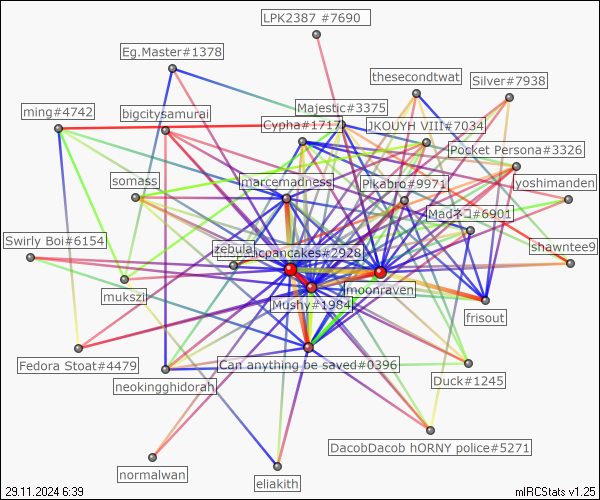 LPK2387 #7690
Eg.Master#1378
thesecondtwat
Silver#7938
ming#4742
bigcitysamurai
Majestic#3375
Cypha#1717
JKOUYH VIII#7034
Pocket Persona#3326
somass
marcemadness
Pikabro#9971
yoshimanden
Madネコ#6901
Swirly Boi#6154
zebula
icpancakes#2928
shawntee9
mukszi
Mushy#1984
moonraven
frisout
Fedora Stoat#4479
neokingghidorah
Can anything be saved#0396
Duck#1245
DacobDacob hORNY police#5271
normalwan
eliakith
29.11.2024 6:39
mIRCStats v1.25